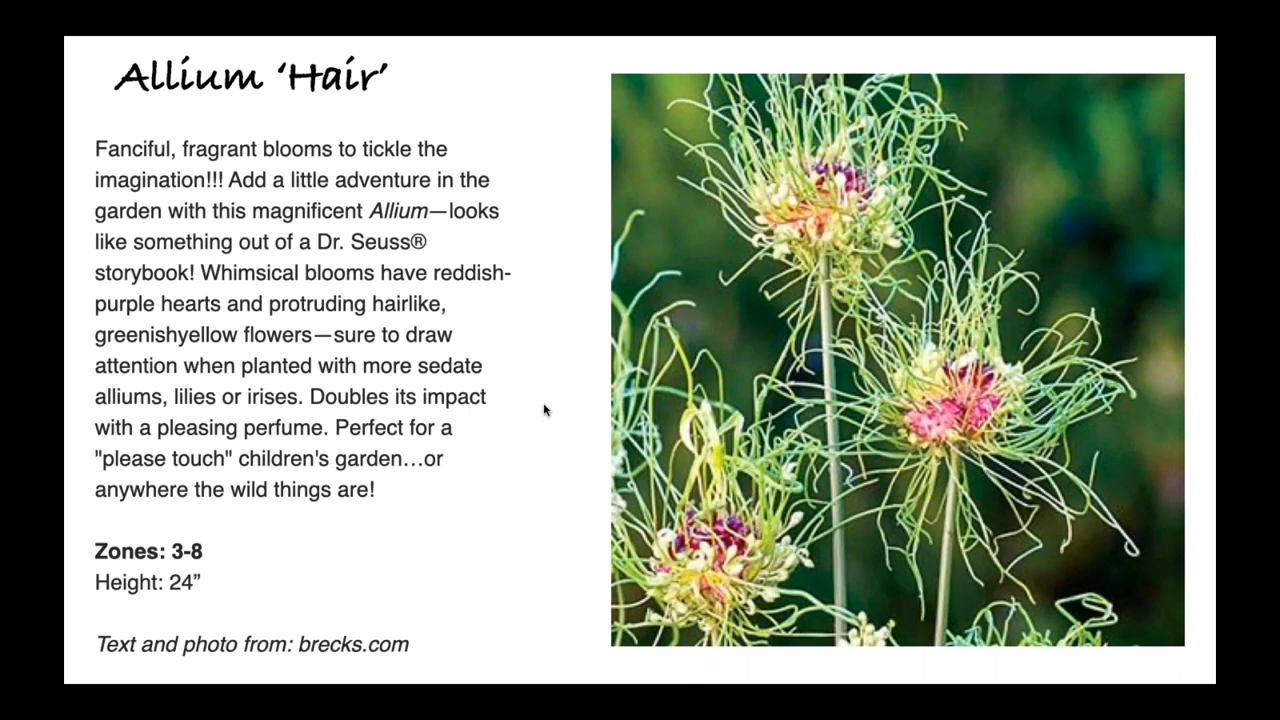 Allium ‘Hair’
Fanciful, fragrant blooms to tickle the
imagination!!! Add a little adventure in the
garden with this magnificent Allium—looks
like something out of a Dr. Seuss®
storybook! Whimsical blooms have reddish-
purple hearts and protruding hairlike,
greenishyellow flowers—sure to draw
attention when planted with more sedate
alliums, lilies or irises. Doubles its impact
with a pleasing perfume. Perfect for a
"please touch" children's garden…or
anywhere the wild things are!
Zones: 3-8
Height: 24”
Text and photo from: brecks.com